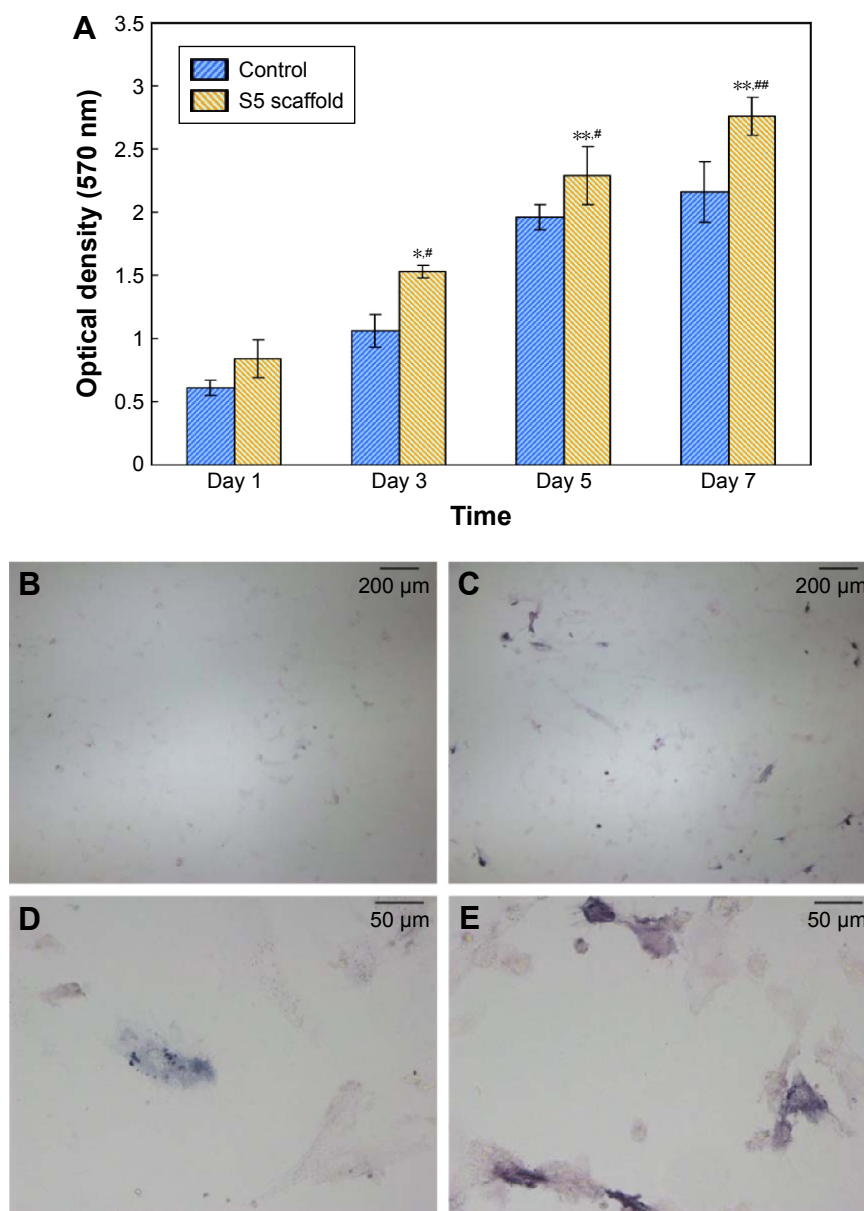 A
3.5
3
2.5
2
1.5
1
0.5
0
Optical density (570 nm)
Control
S5 scaffold
*,#
**,#
**,##
Day 1
Day 3
Day 5
Day 7
Time
B
200 µm
C
200 µm
D
50 µm
E
50 µm